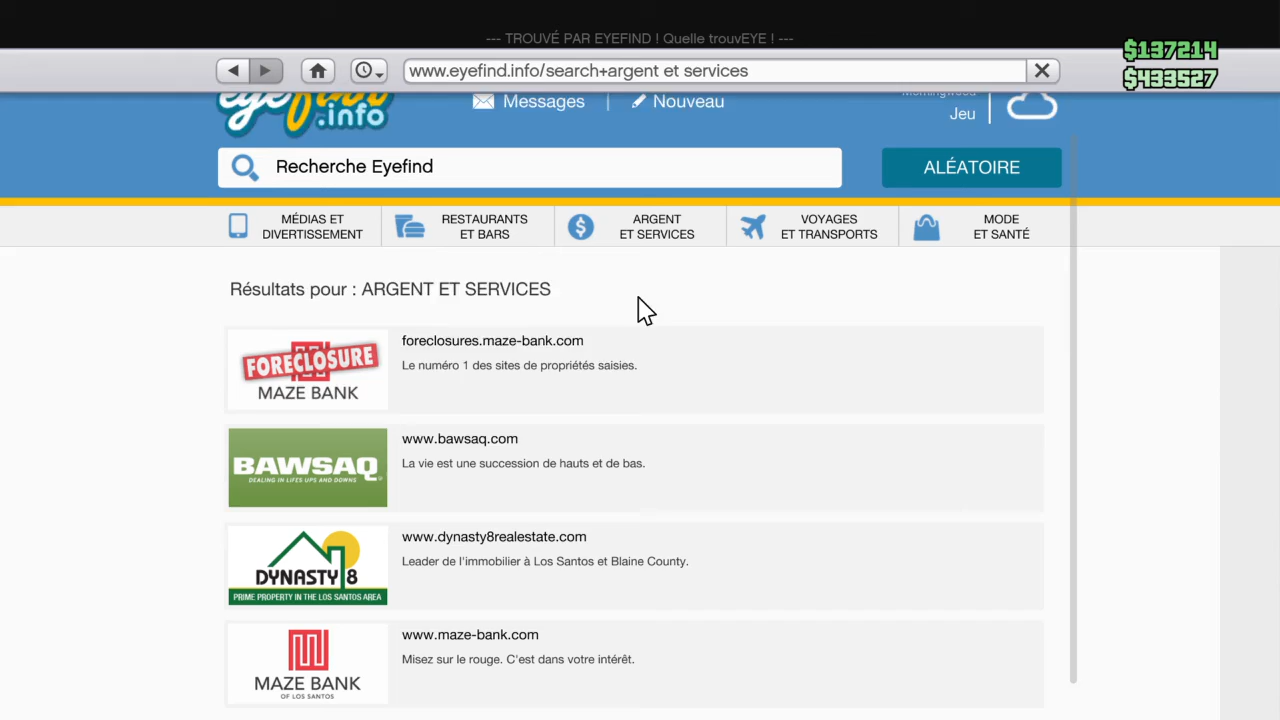 --- TROUVÉ PAR EYEFIND ! Quelle trouvEYE ! ---
$137214
www.eyefind.info/search+argent et services
$433527
eyefind
.info
Messages
Nouveau
Morningwood
Jeu
Recherche Eyefind
ALÉATOIRE
MÉDIAS ET
DIVERTISSEMENT
RESTAURANTS
ET BARS
ARGENT
ET SERVICES
VOYAGES
ET TRANSPORTS
MODE
ET SANTÉ
Résultats pour : ARGENT ET SERVICES
FORECLOSURE
MAZE BANK
foreclosures.maze-bank.com
Le numéro 1 des sites de propriétés saisies.
BAWSAQ
DEALING IN LIFES UPS AND DOWNS
www.bawsaq.com
La vie est une succession de hauts et de bas.
DYNASTY 8
PRIME PROPERTY IN THE LOS SANTOS AREA
www.dynasty8realestate.com
Leader de l'immobilier à Los Santos et Blaine County.
MAZE BANK
OF LOS SANTOS
www.maze-bank.com
Misez sur le rouge. C'est dans votre intérêt.